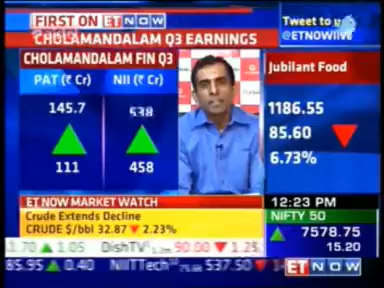 FIRST ON ET NOW
Tweet to
@ETNOWlive
CHOLAMANDALAM Q3 EARNINGS
CHOLAMANDALAM FIN Q3
PAT (₹ Cr) NII (₹ Cr)
145.7 538
111 458
Jubilant Food
1186.55
85.60
6.73%
ET NOW MARKET WATCH
Crude Extends Decline
CRUDE $/bbl 32.87 ▼ 2.23%
12:23 PM
NIFTY 50
7578.75
15.20
1.70 ▲ 1.05 DishTV 1.2m 90.00 ▼ 1.25
85.95 ▲ 0.40 NIITTech 537.50 ▼
ET NOW